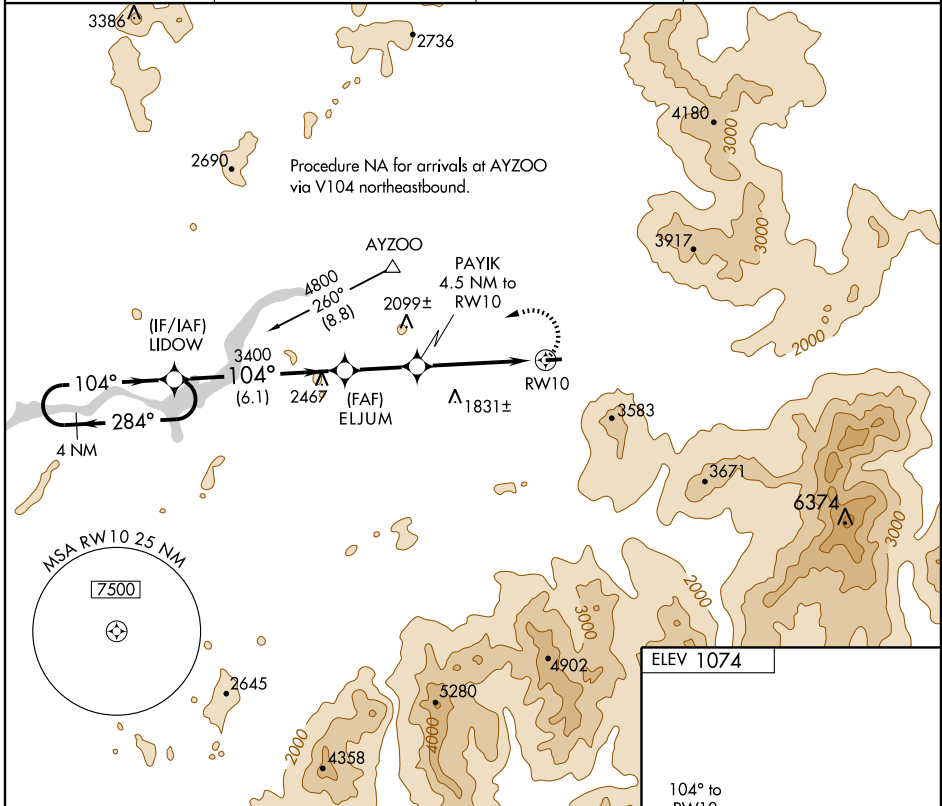 3386
2736
4180
3000
2690
Procedure NA for arrivals at AYZOO
via V104 northeastbound.
3917
3000
AYZOO
PAYIK
4.5 NM to
RW10
4800
260°
(8.8)
2099±
2000
(IF/IAF)
LIDOW
3400
104°
(6.1)
104°
284°
4 NM
2467
(FAF)
ELJUM
RW10
1831±
3583
3671
6374
3000
MSA RW10 25 NM
7500
2000
3000
4902
ELEV 1074
2645
5280
4000
2000
4358
104° to
RW10